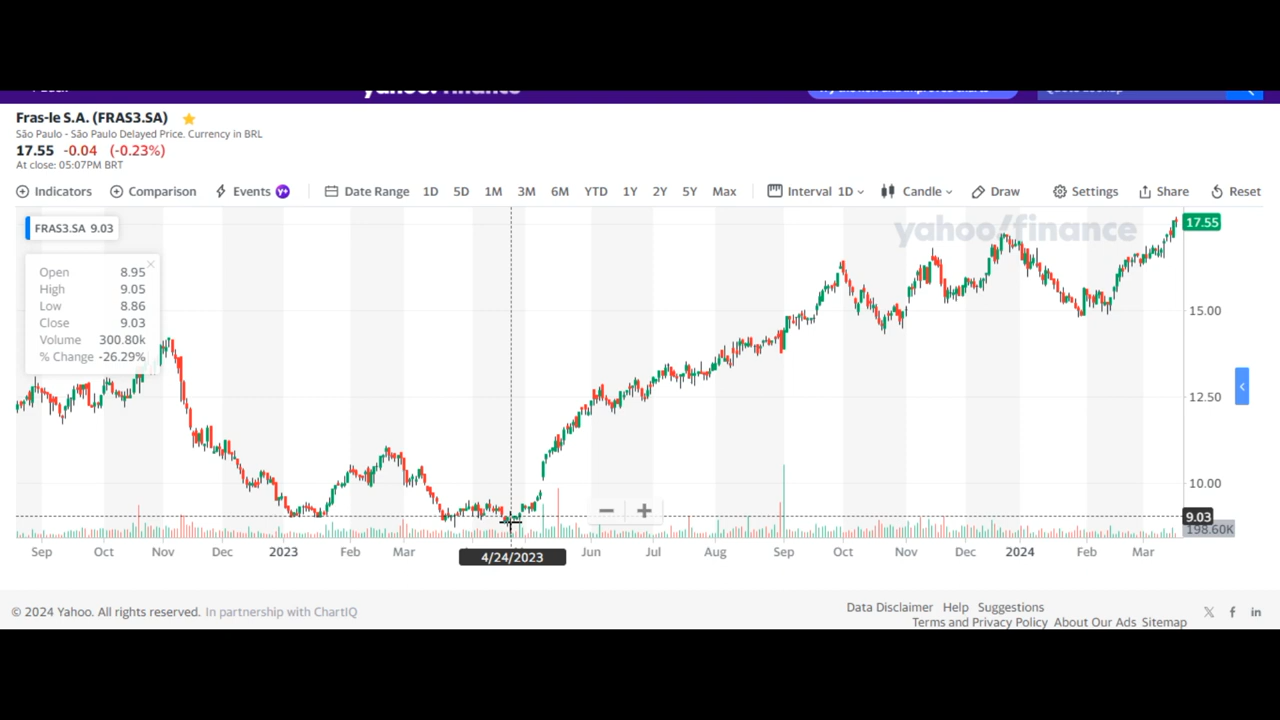 yahoo! finance
Fras-le S.A. (FRAS3.SA)
São Paulo - São Paulo Delayed Price. Currency in BRL
17.55 -0.04 (-0.23%)
At close: 05:07PM BRT
Indicators Comparison Events Y+ Date Range 1D 5D 1M 3M 6M YTD 1Y 2Y 5Y Max Interval 1D Candle Draw Settings Share Reset
FRAS3.SA 9.03
yahoo!finance
17.55
Open 8.95
High 9.05
Low 8.86
Close 9.03
Volume 300.80k
% Change -26.29%
15.00
12.50
10.00
9.03
198.60K
Sep Oct Nov Dec 2023 Feb Mar 4/24/2023 Jun Jul Aug Sep Oct Nov Dec 2024 Feb Mar
© 2024 Yahoo. All rights reserved. In partnership with ChartIQ
Data Disclaimer Help Suggestions
Terms and Privacy Policy About Our Ads Sitemap